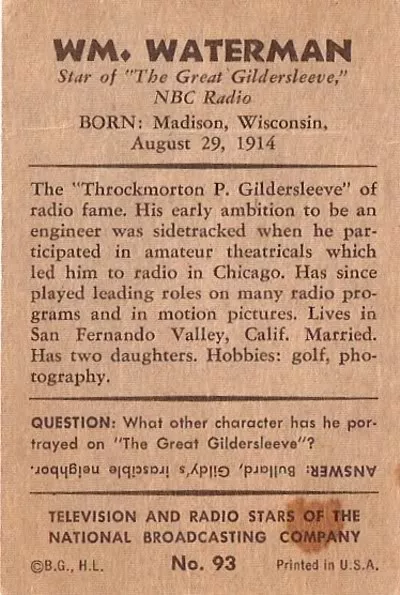 WM. WATERMAN
Star of "The Great Gildersleeve,"
NBC Radio
BORN: Madison, Wisconsin,
August 29, 1914
The "Throckmorton P. Gildersleeve" of
radio fame. His early ambition to be an
engineer was sidetracked when he par-
ticipated in amateur theatricals which
led him to radio in Chicago. Has since
played leading roles on many radio pro-
grams and in motion pictures. Lives in
San Fernando Valley, Calif. Married.
Has two daughters. Hobbies: golf, pho-
tography.
QUESTION: What other character has he por-
trayed on "The Great Gildersleeve"?
ANSWER: Bullard, Gildy's irascible neighbor.
TELEVISION AND RADIO STARS OF THE
NATIONAL BROADCASTING COMPANY
©B.G., H.L. No. 93 Printed in U.S.A.